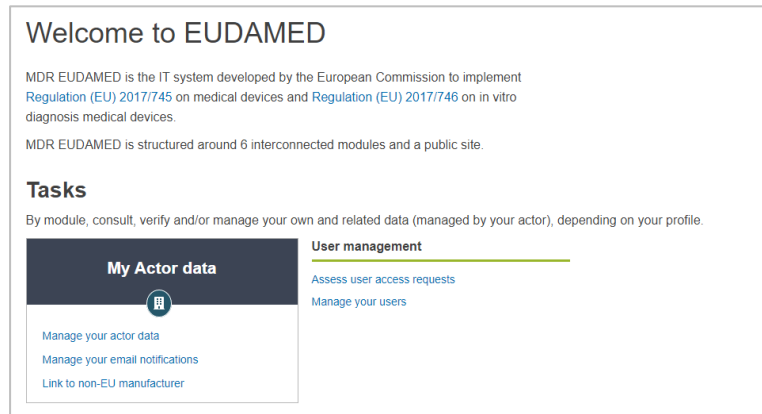 Welcome to EUDAMED
MDR EUDAMED is the IT system developed by the European Commission to implement
Regulation (EU) 2017/745 on medical devices and Regulation (EU) 2017/746 on in vitro
diagnosis medical devices.
MDR EUDAMED is structured around 6 interconnected modules and a public site.
Tasks
By module, consult, verify and/or manage your own and related data (managed by your actor), depending on your profile.
My Actor data
Manage your actor data
Manage your email notifications
Link to non-EU manufacturer
User management
Assess user access requests
Manage your users